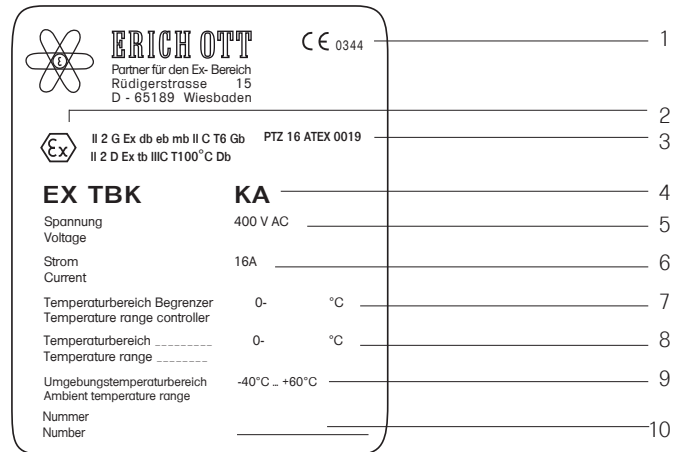 ERICH OTT CE 0344 1
Partner für den Ex- Bereich
Rüdigerstrasse 15
D - 65189 Wiesbaden
2
Ex II 2 G Ex db eb mb II C T6 Gb PTZ 16 ATEX 0019 3
II 2 D Ex tb IIIC T100°C Db
EX TBK KA 4
Spannung 400 V AC 5
Voltage
Strom 16A 6
Current
Temperaturbereich Begrenzer 0- °C 7
Temperature range controller
Temperaturbereich _________ 0- °C 8
Temperature range ________
Umgebungstemperaturbereich -40°C ... +60°C 9
Ambient temperature range
Nummer 10
Number